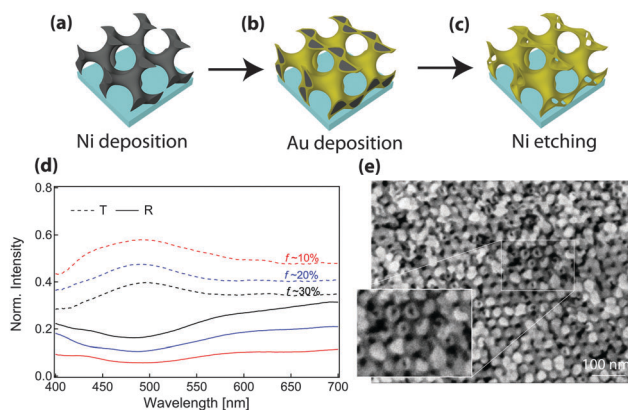 (a)
(b)
(c)
Ni deposition
Au deposition
Ni etching
(d)
(e)
0.8
0.6
0.4
0.2
0.0
Norm. Intensity
T
R
f~10%
f~20%
f~30%
400
450
500
550
600
650
700
Wavelength [nm]
100 nm